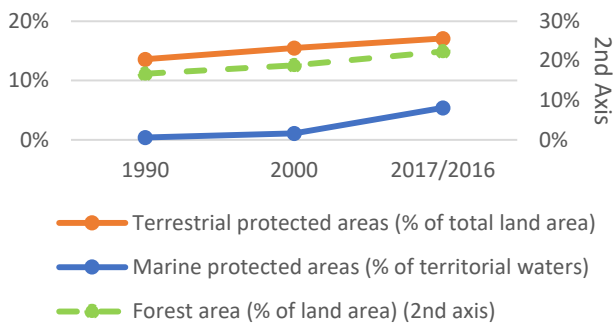 20% 30%
20%
10%
10%
0% 0%
2nd Axis
1990 2000 2017/2016
Terrestrial protected areas (% of total land area)
Marine protected areas (% of territorial waters)
Forest area (% of land area) (2nd axis)